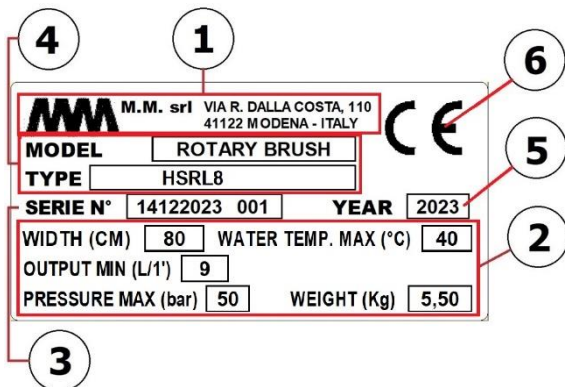 1
4
6
MM M.M. srl VIA R. DALLA COSTA, 110
41122 MODENA - ITALY
CE
MODEL ROTARY BRUSH
TYPE HSRL8
5
SERIE N° 14122023 001 YEAR 2023
WIDTH (CM) 80 WATER TEMP. MAX (°C) 40
2
OUTPUT MIN (L/1') 9
PRESSURE MAX (bar) 50 WEIGHT (Kg) 5,50
3